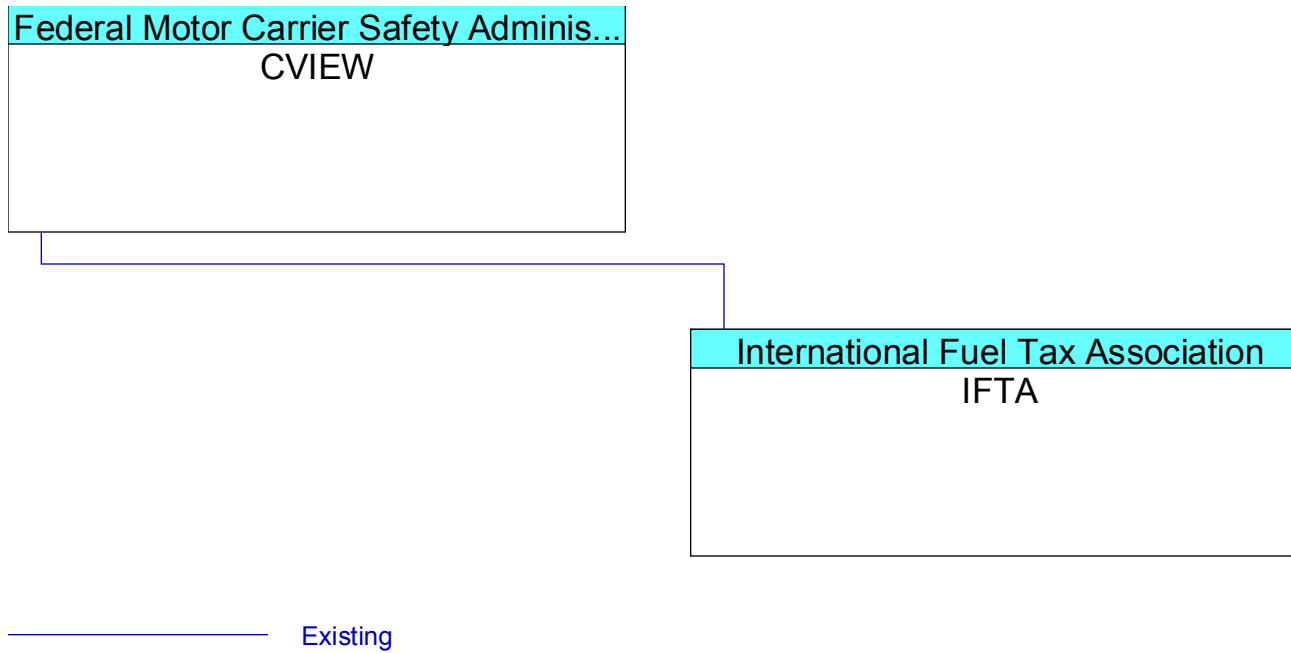 Federal Motor Carrier Safety Adminis...
CVIEW
International Fuel Tax Association
IFTA
Existing